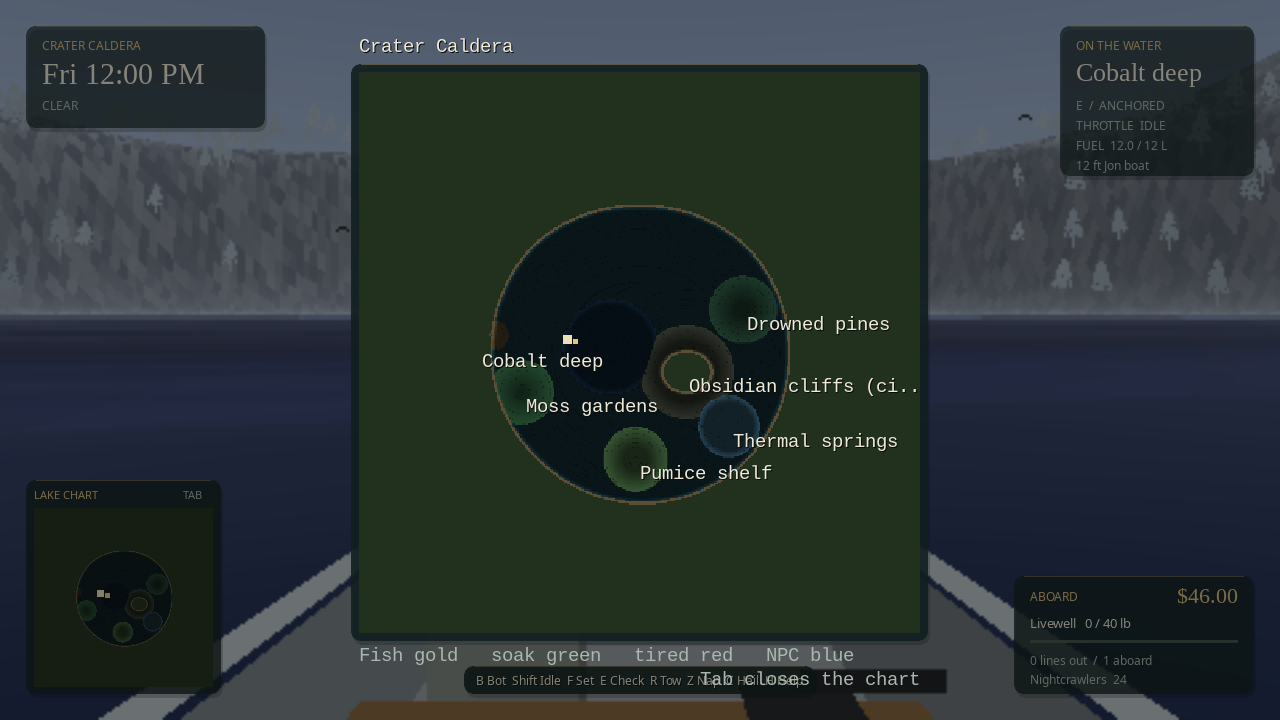 Crater Caldera
CRATER CALDERA
Fri 12:00 PM
CLEAR
ON THE WATER
Cobalt deep
E / ANCHORED
THROTTLE IDLE
FUEL 12.0 / 12 L
12 ft Jon boat
Drowned pines
Cobalt deep
Obsidian cliffs (ci..
Moss gardens
Thermal springs
Pumice shelf
LAKE CHART TAB
ABOARD $46.00
Livewell 0 / 40 lb
0 lines out / 1 aboard
Nightcrawlers 24
Fish gold soak green tired red NPC blue
B Bot Shift Idle F Set E Check R Tow Z
Tab closes the chart